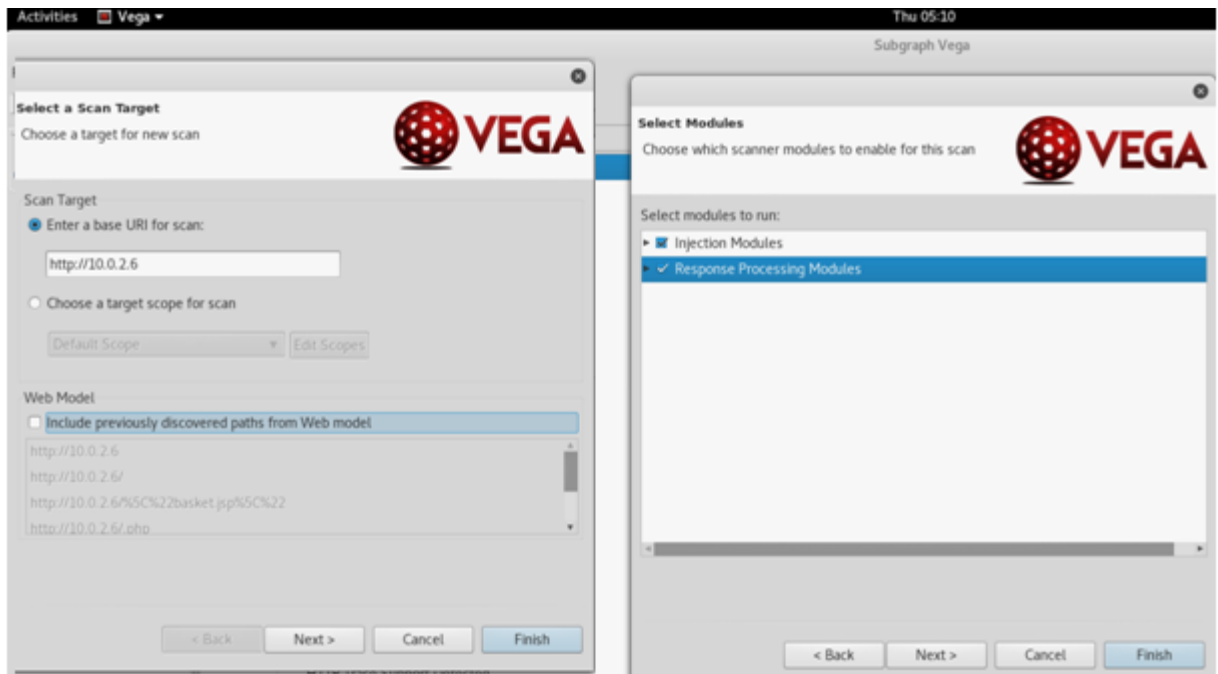 Activities Vega ▾ Thu 05:10
Subgraph Vega
Select a Scan Target
Choose a target for new scan
VEGA
Scan Target
Enter a base URI for scan:
http://10.0.2.6
Choose a target scope for scan
Default Scope Edit Scopes
Web Model
Include previously discovered paths from Web model
http://10.0.2.6
http://10.0.2.6/
http://10.0.2.6/%5C%22basket.jsp%5C%22
http://10.0.2.6/.php
< Back Next > Cancel Finish
Select Modules
Choose which scanner modules to enable for this scan
VEGA
Select modules to run:
Injection Modules
Response Processing Modules
< Back Next > Cancel Finish